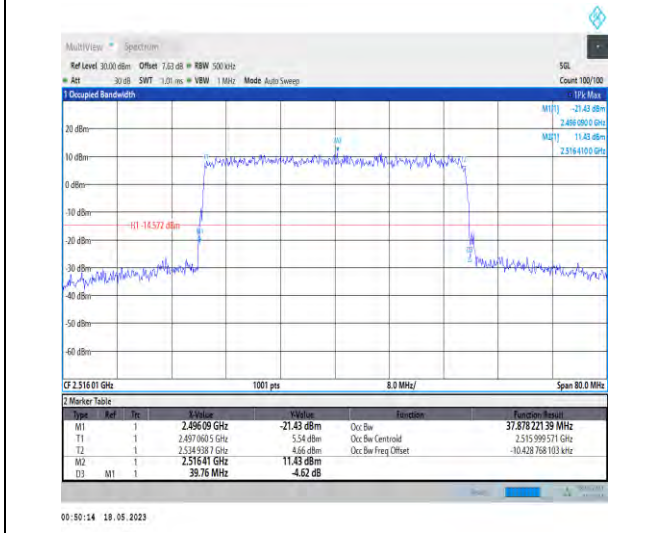 MultiView Spectrum
Ref Level 30.00 dBm Offset 7.63 dB RBW 500 kHz SGL
Att 30 dB SWT 1.01 ms VBW 1 MHz Mode Auto Sweep Count 100/100
1 Occupied Bandwidth 1Pk Max
M1[1] -21.43 dBm
2.496 090 0 GHz
M2[1] 11.43 dBm
2.516 410 0 GHz
20 dBm
10 dBm
0 dBm
-10 dBm
H1 -14.572 dBm
-20 dBm
-30 dBm
-40 dBm
-50 dBm
-60 dBm
CF 2.516 01 GHz 1001 pts 8.0 MHz/ Span 80.0 MHz
2 Marker Table
Type Ref Trc X-Value Y-Value Function Function Result
M1 1 2.496 09 GHz -21.43 dBm Occ Bw 37.878 221 39 MHz
T1 1 2.497 060 5 GHz 5.54 dBm Occ Bw Centroid 2.515 999 571 GHz
T2 1 2.534 938 7 GHz 4.66 dBm Occ Bw Freq Offset -10.428 768 103 kHz
M2 1 2.516 41 GHz 11.43 dBm
D3 M1 1 39.76 MHz -4.62 dB
00:50:14 18.05.2023